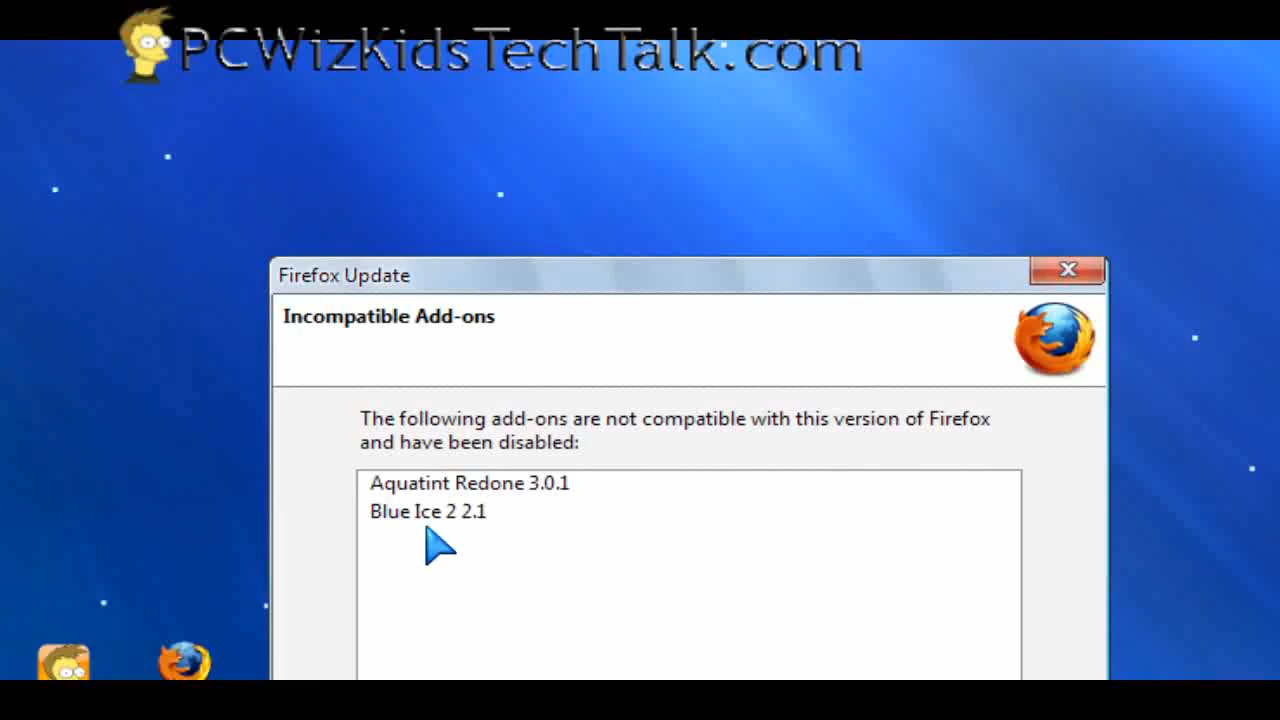 PCWizKidsTechTalk.com
Firefox Update
Incompatible Add-ons
The following add-ons are not compatible with this version of Firefox
and have been disabled:
Aquatint Redone 3.0.1
Blue Ice 2 2.1